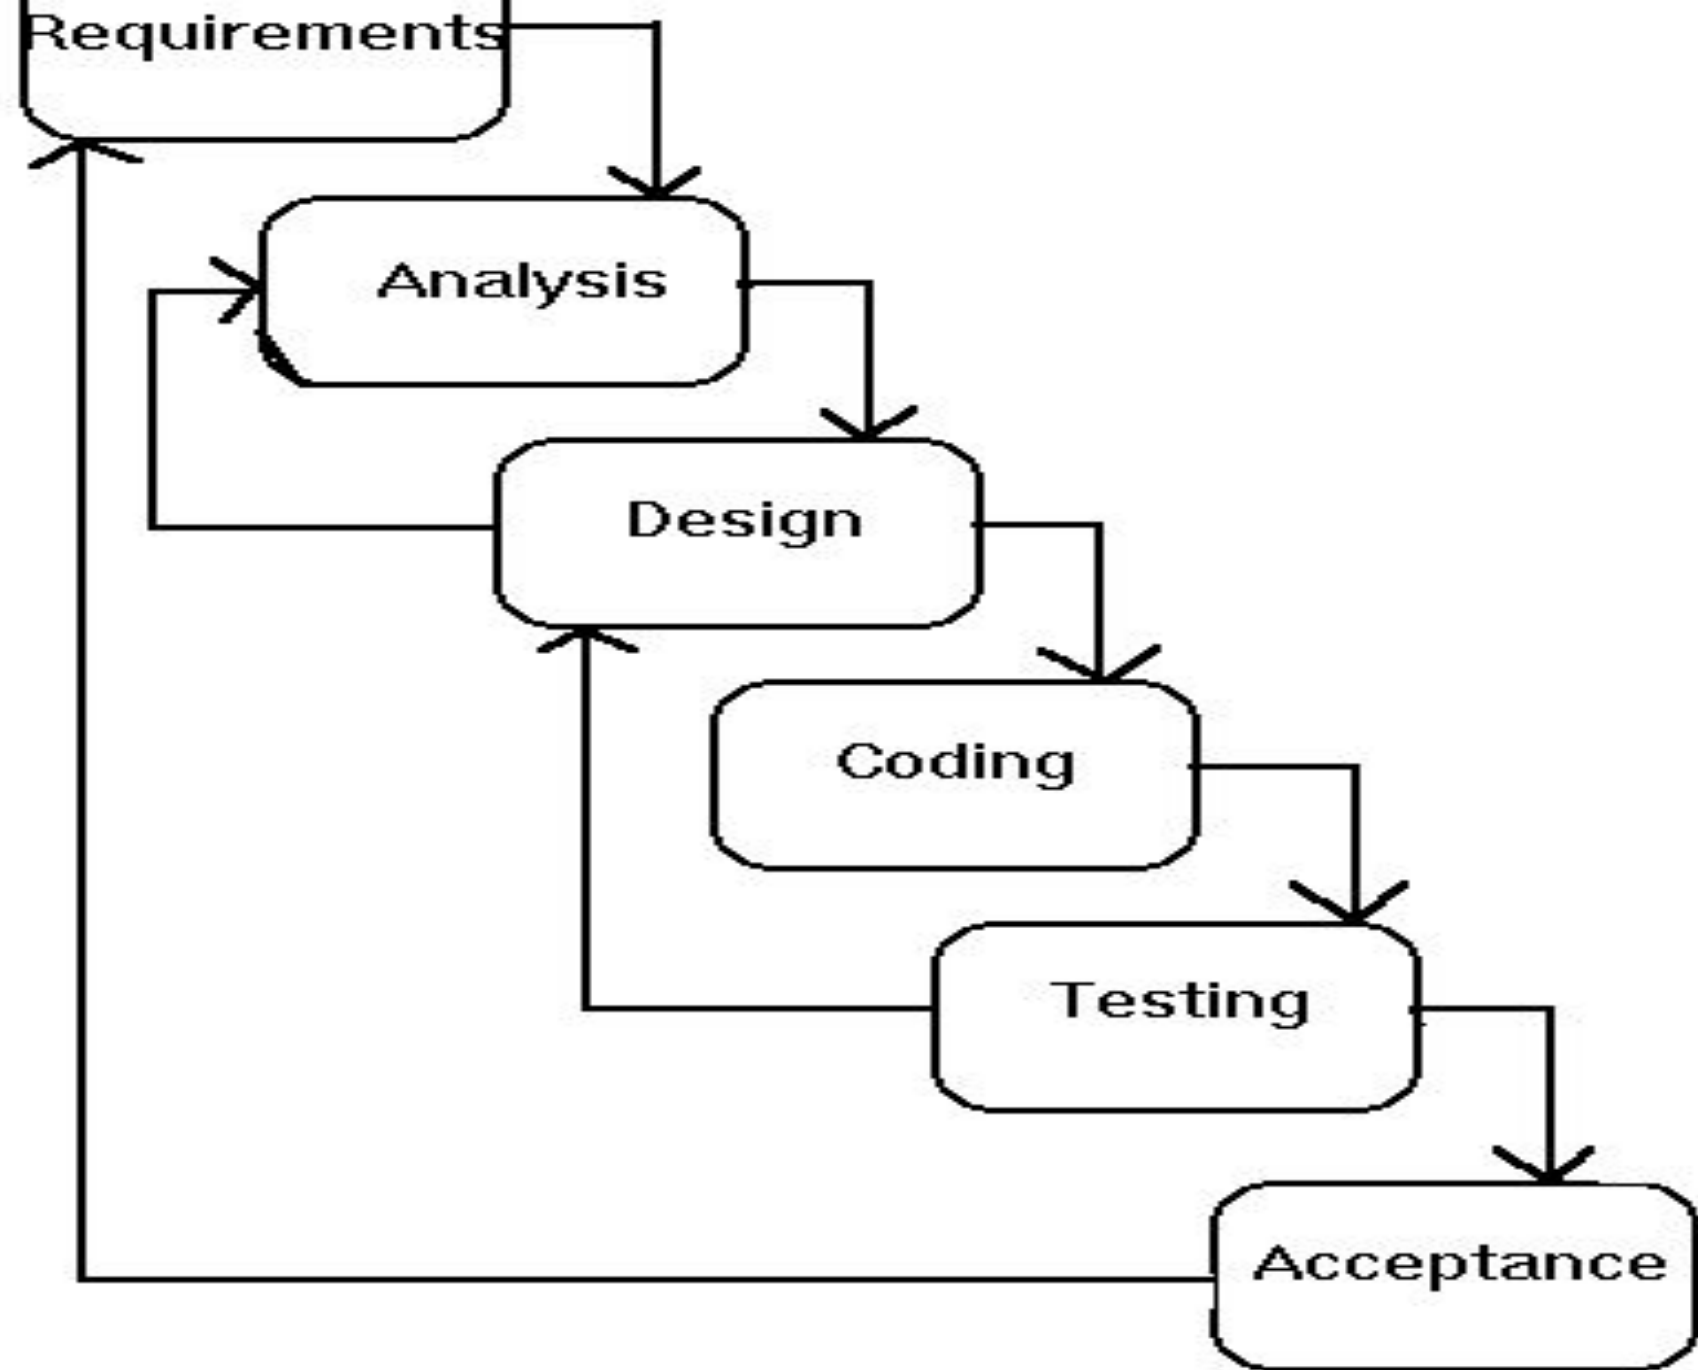 Requirements
Analysis
Design
Coding
Testing
Acceptance